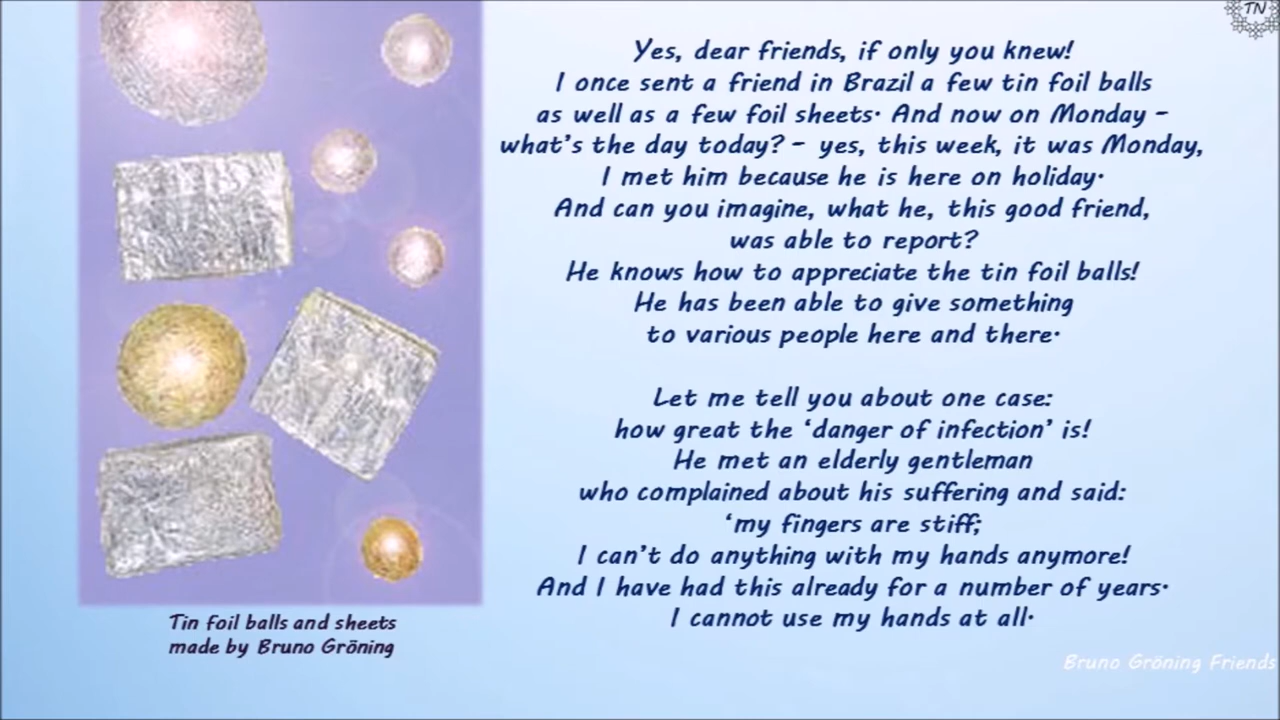 TN
Yes, dear friends, if only you knew!
I once sent a friend in Brazil a few tin foil balls
as well as a few foil sheets. And now on Monday -
what's the day today? - yes, this week, it was Monday,
I met him because he is here on holiday.
And can you imagine, what he, this good friend,
was able to report?
He knows how to appreciate the tin foil balls!
He has been able to give something
to various people here and there.
Let me tell you about one case:
how great the ‘danger of infection’ is!
He met an elderly gentleman
who complained about his suffering and said:
‘my fingers are stiff;
I can't do anything with my hands anymore!
And I have had this already for a number of years.
I cannot use my hands at all.
Tin foil balls and sheets
made by Bruno Gröning
Bruno Gröning Friends